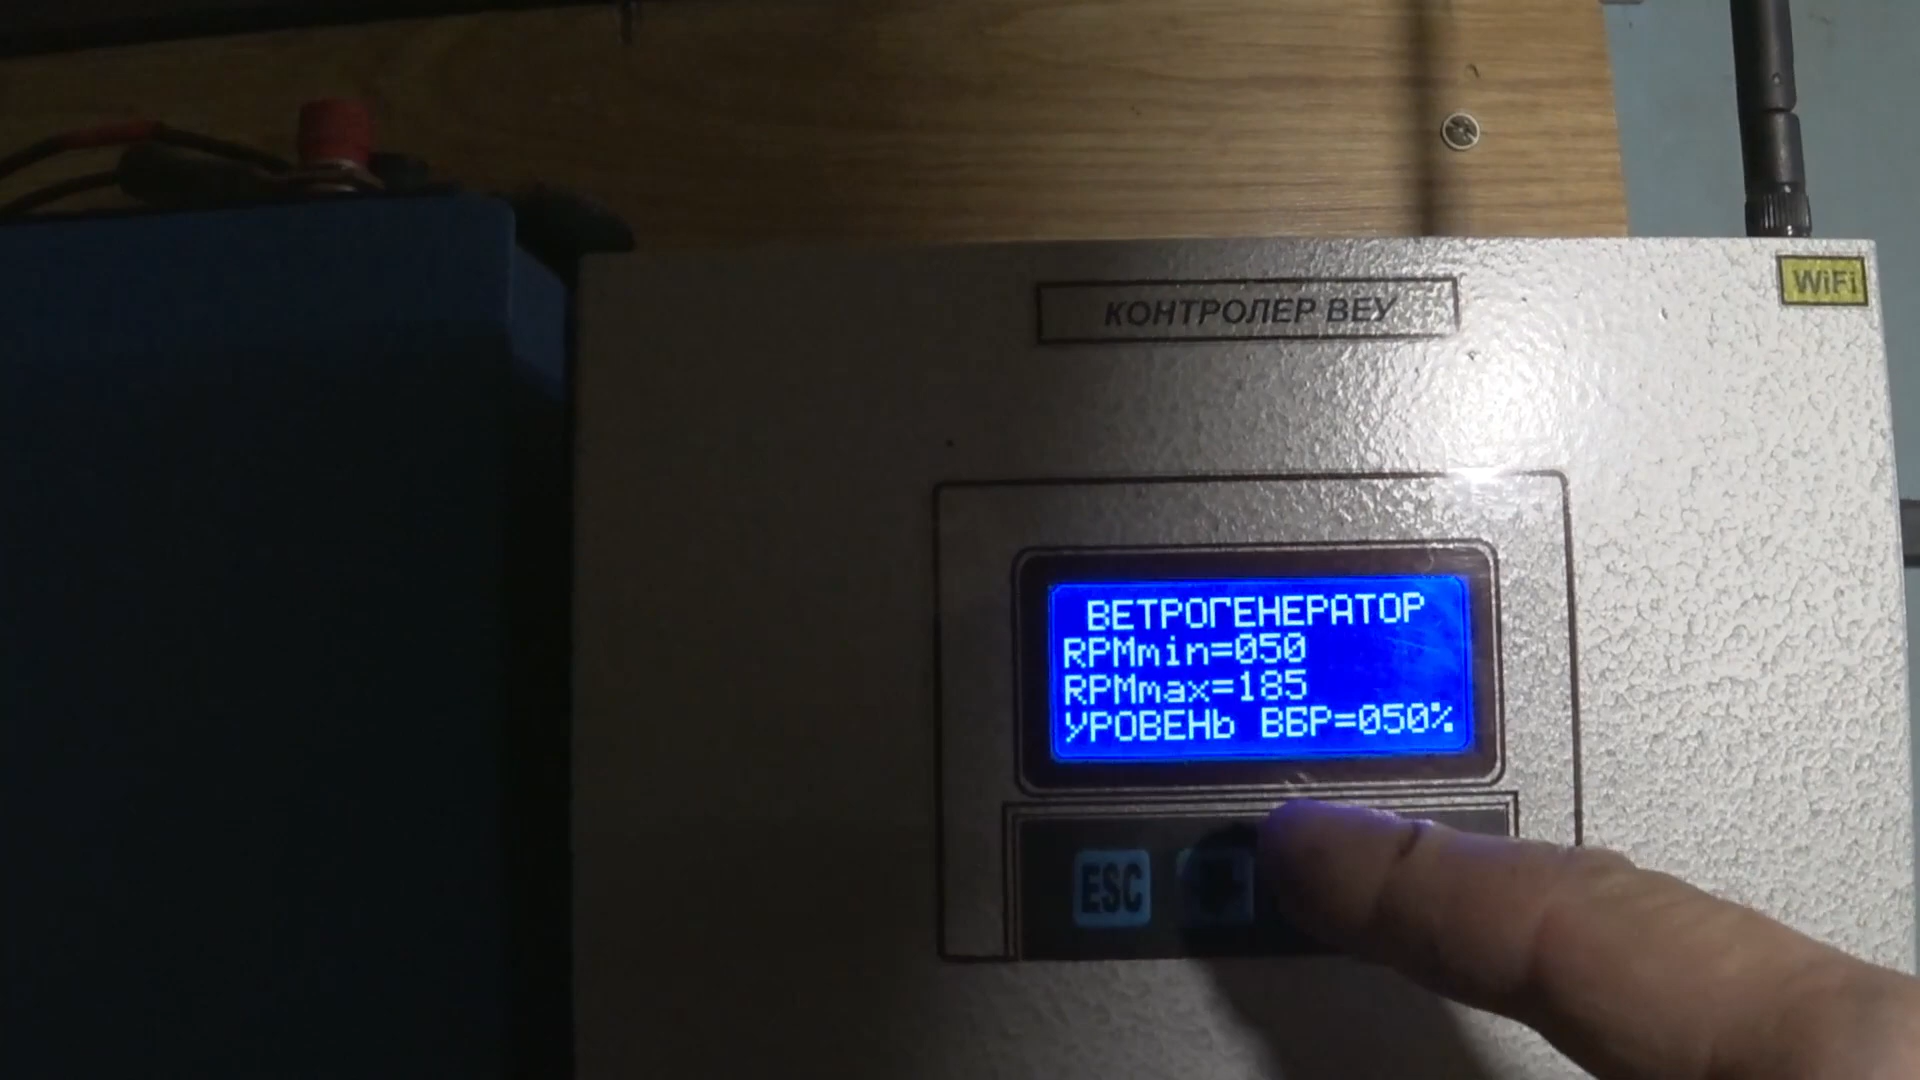 КОНТРОЛЕР ВЕУ
WiFi
ВЕТРОГЕНЕРАТОР
RPMmin=050
RPMmax=185
УРОВЕНЬ ВБР=050%
ESC